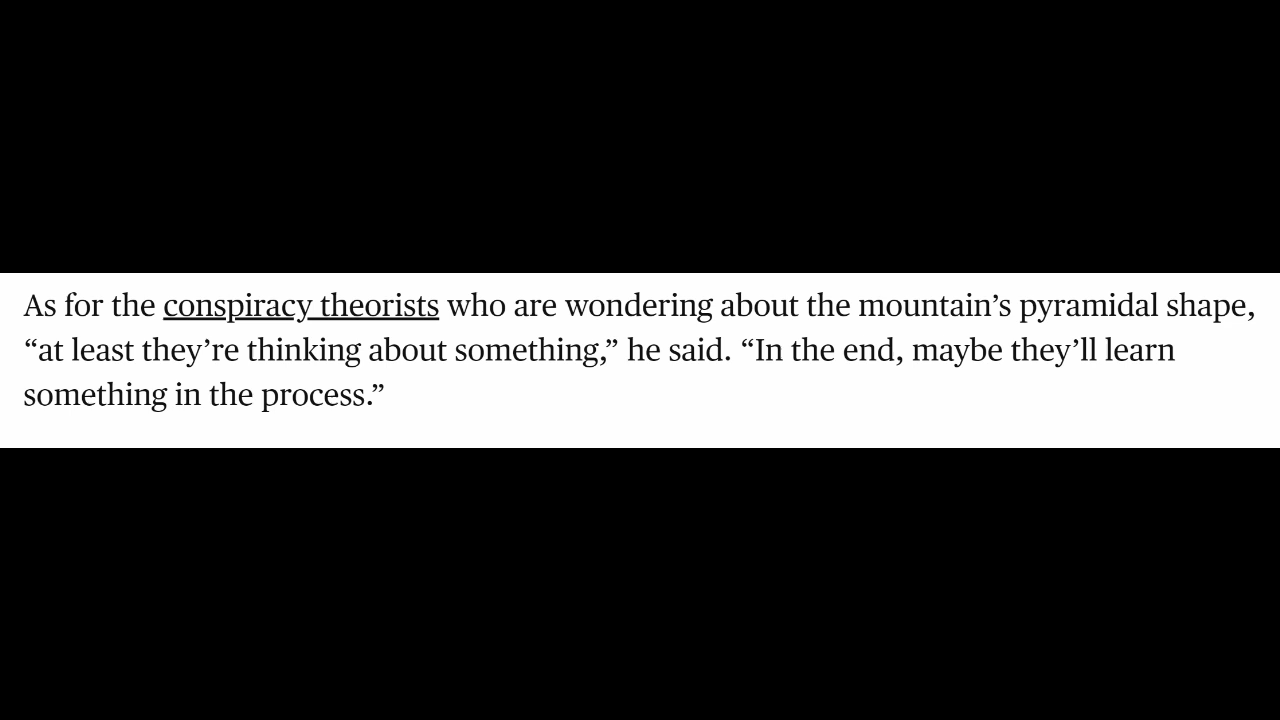 As for the conspiracy theorists who are wondering about the mountain’s pyramidal shape,
“at least they’re thinking about something,” he said. “In the end, maybe they’ll learn
something in the process.”